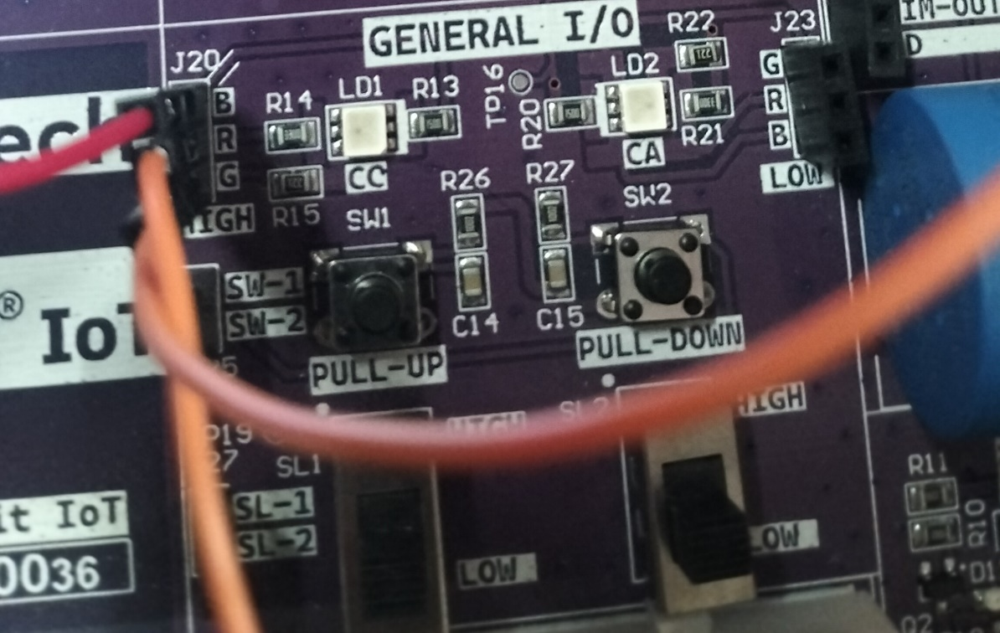 GENERAL I/O
R22
J23
IM-OUT
D
J20
B
R
G
HIGH
R14
LD1
R13
TP16
R20
LD2
R21
G
R
B
LOW
CC
CA
R15
SW1
R26
R27
SW2
ech
® IoT
SW-1
SW-2
C14
C15
PULL-UP
PULL-DOWN
HIGH
HIGH
P19
27
SL1
SL2
SL-1
SL-2
LOW
LOW
it IoT
0036
R11
R10
D1